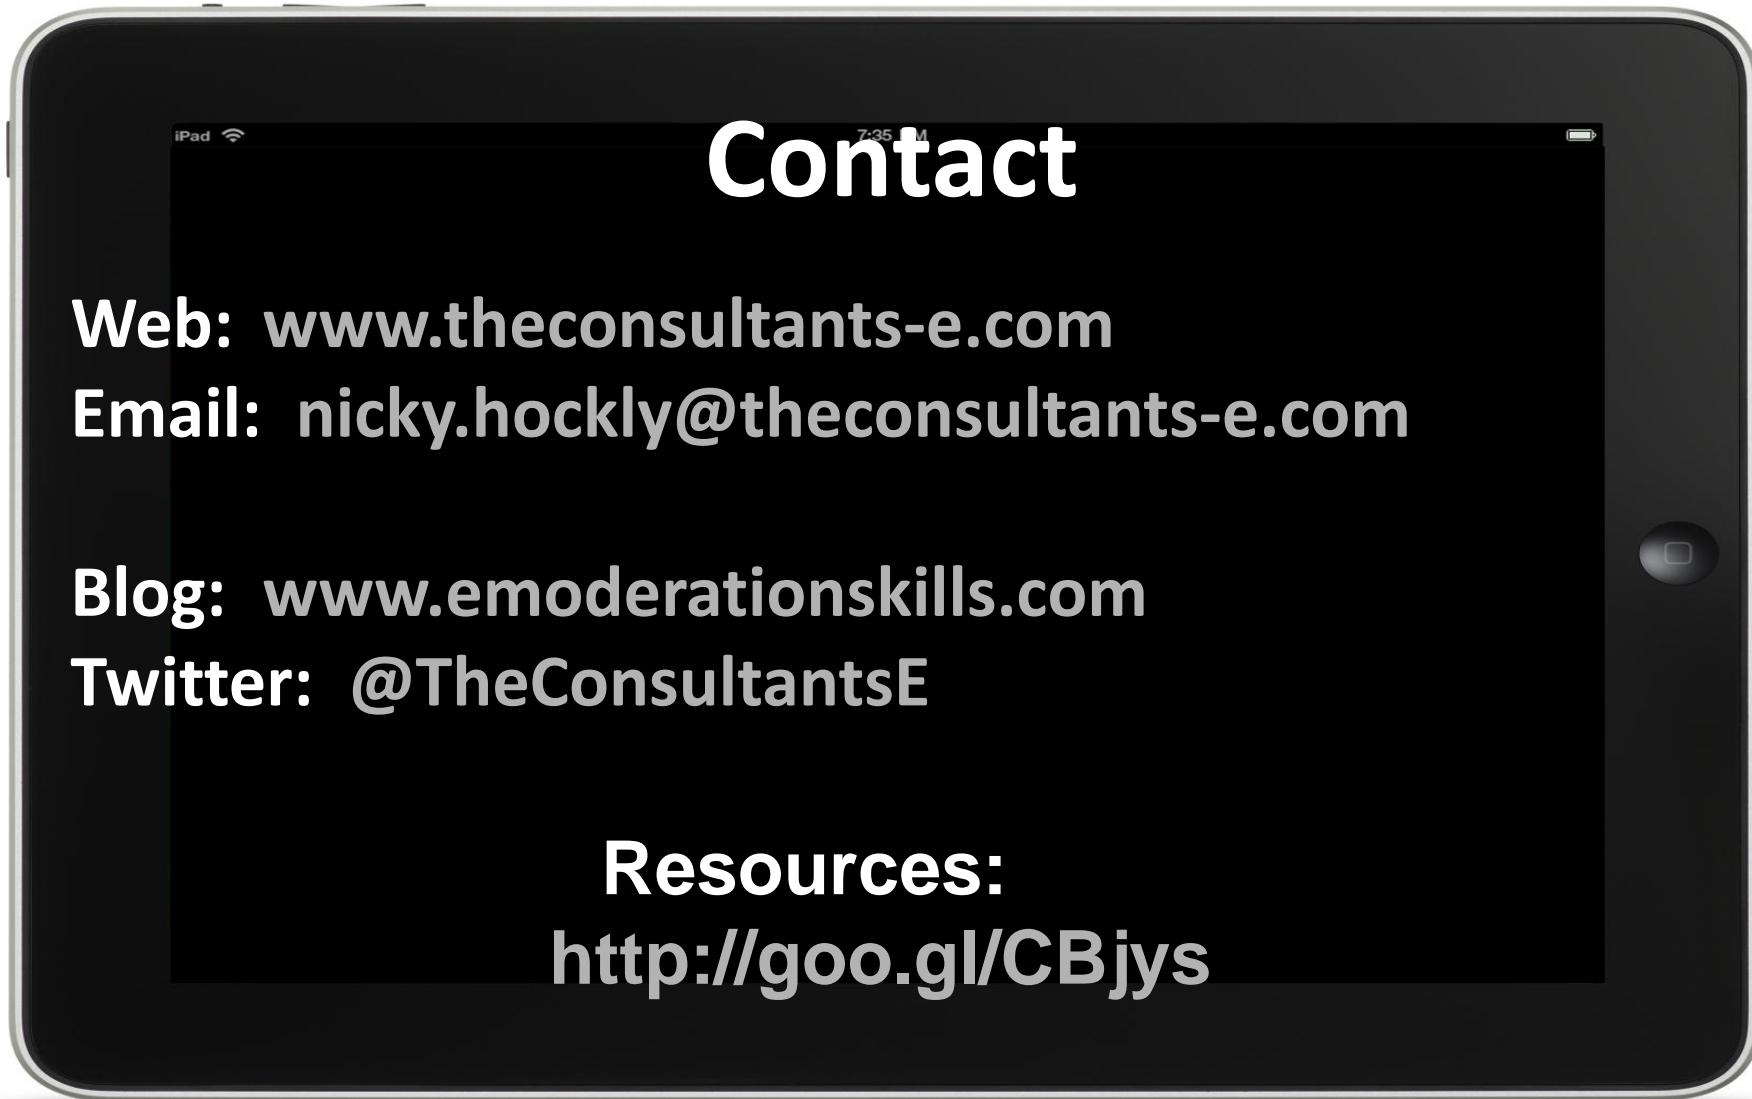 iPad
7:35
Contact
Web: www.theconsultants-e.com
Email: nicky.hockly@theconsultants-e.com
Blog: www.emoderationskills.com
Twitter: @TheConsultantsE
Resources:
http://goo.gl/CBjys